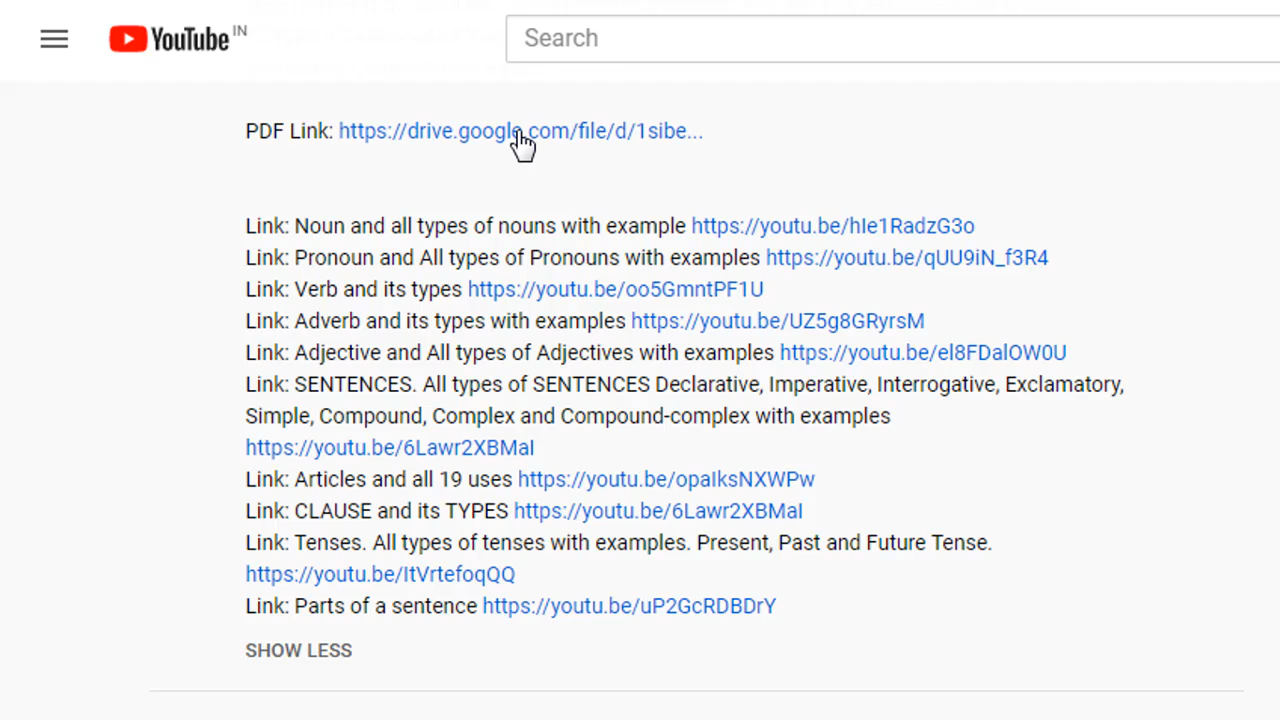 YouTube IN
Search
PDF Link: https://drive.google.com/file/d/1sibe...
Link: Noun and all types of nouns with example https://youtu.be/hIe1RadzG3o
Link: Pronoun and All types of Pronouns with examples https://youtu.be/qUU9iN_f3R4
Link: Verb and its types https://youtu.be/oo5GmntPF1U
Link: Adverb and its types with examples https://youtu.be/UZ5g8GRyrsM
Link: Adjective and All types of Adjectives with examples https://youtu.be/el8FDalOW0U
Link: SENTENCES. All types of SENTENCES Declarative, Imperative, Interrogative, Exclamatory,
Simple, Compound, Complex and Compound-complex with examples
https://youtu.be/6Lawr2XBMaI
Link: Articles and all 19 uses https://youtu.be/opaIksNXWPw
Link: CLAUSE and its TYPES https://youtu.be/6Lawr2XBMaI
Link: Tenses. All types of tenses with examples. Present, Past and Future Tense.
https://youtu.be/ItVrtefoqQQ
Link: Parts of a sentence https://youtu.be/uP2GcRDBDrY
SHOW LESS